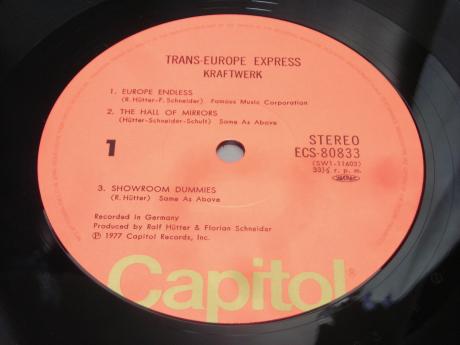 TRANS-EUROPE EXPRESS
KRAFTWERK
1. EUROPE ENDLESS
(R. Hütter-F. Schneider) Famous Music Corporation
2. THE HALL OF MIRRORS
(Hütter-Schneider-Schult) Same As Above
1
STEREO
ECS-80833
(SW1-11603)
33⅓ r. p. m.
3. SHOWROOM DUMMIES
(R. Hütter) Same As Above
Recorded in Germany
Produced by Ralf Hütter & Florian Schneider
Ⓟ 1977 Capitol Records, Inc.
Capitol®